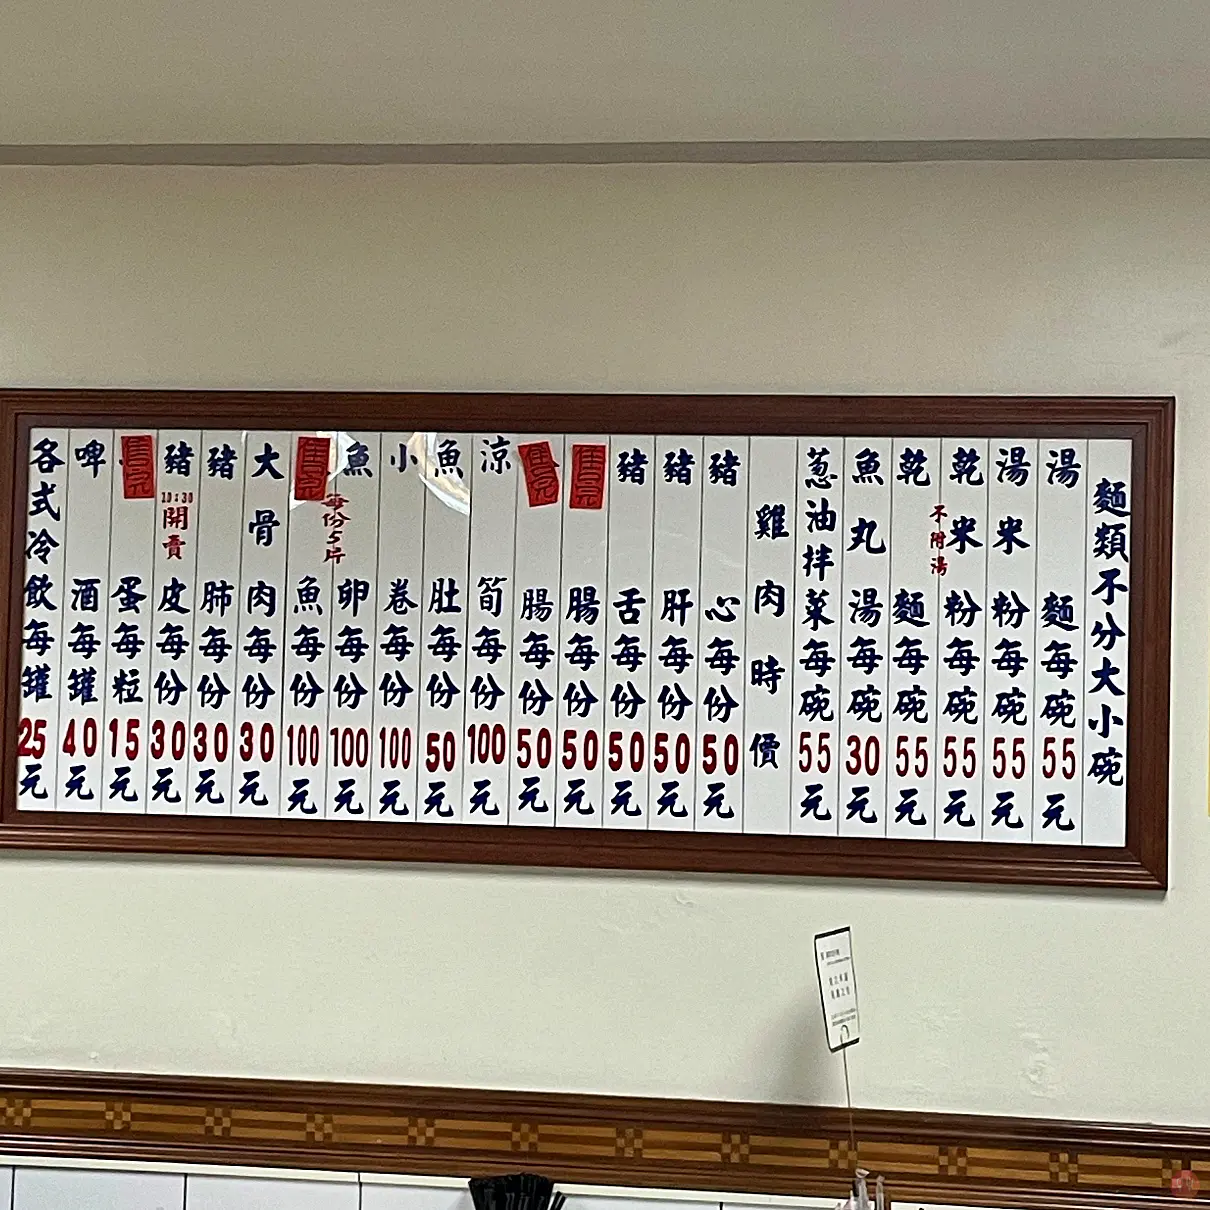 麵類不分大小碗
湯麵每碗55元
湯米粉每碗55元
乾米粉每碗55元
不附湯
乾麵每碗55元
魚丸湯每碗30元
葱油拌菜每碗55元
雞肉時價
豬心每份50元
豬肝每份50元
豬舌每份50元
售完
腸每份50元
售完
腸每份50元
涼筍每份100元
魚肚每份50元
小卷每份100元
魚卵每份100元
每份5片
售完
魚每份100元
大骨肉每份30元
豬肺每份30元
豬皮每份30元
10:30
開賣
售完
蛋每粒15元
啤酒每罐40元
各式冷飲每罐25元